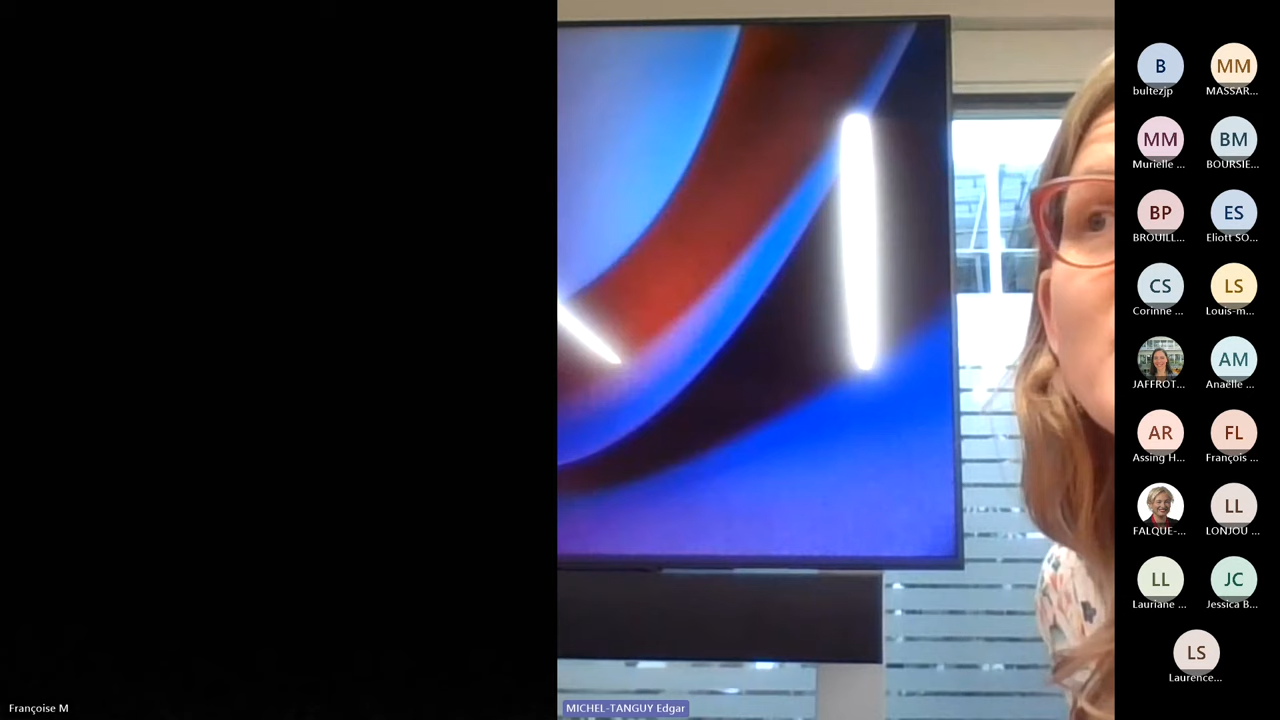 B
bultezjp
MM
MASSAR...
MM
Murielle ...
BM
BOURSIE...
BP
BROUILL...
ES
Eliott SO...
CS
Corinne ...
LS
Louis-m...
JAFFROT...
AM
Anaëlle ...
AR
Assing H...
FL
François ...
FALQUE-...
LL
LONJOU ...
LL
Lauriane ...
JC
Jessica B...
LS
Laurence...
Françoise M
MICHEL-TANGUY Edgar